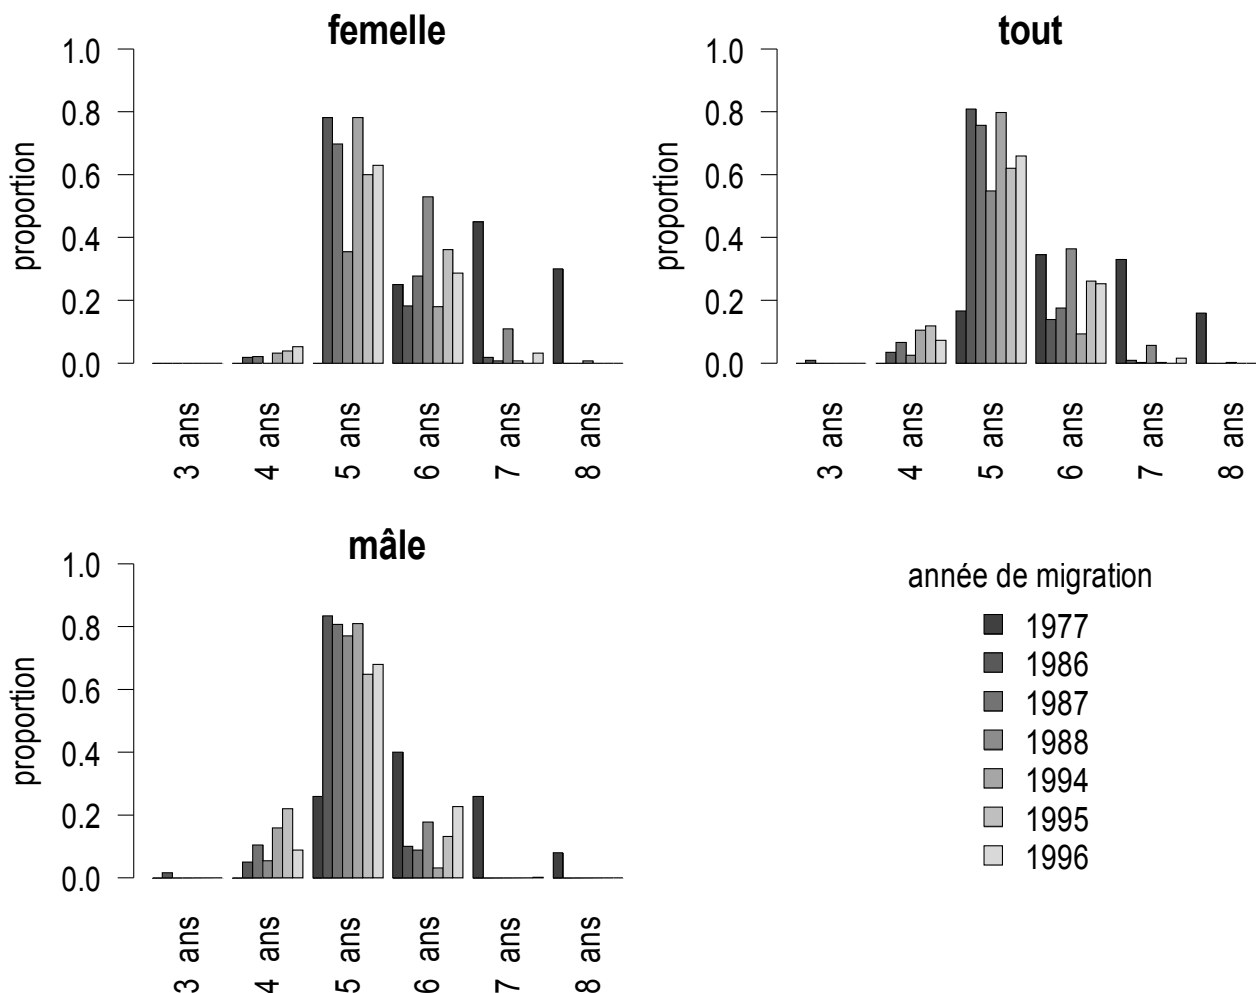 femelle
proportion
1.0
0.8
0.6
0.4
0.2
0.0
3 ans
4 ans
5 ans
6 ans
7 ans
8 ans
tout
proportion
1.0
0.8
0.6
0.4
0.2
0.0
3 ans
4 ans
5 ans
6 ans
7 ans
8 ans
mâle
proportion
1.0
0.8
0.6
0.4
0.2
0.0
3 ans
4 ans
5 ans
6 ans
7 ans
8 ans
année de migration
1977
1986
1987
1988
1994
1995
1996